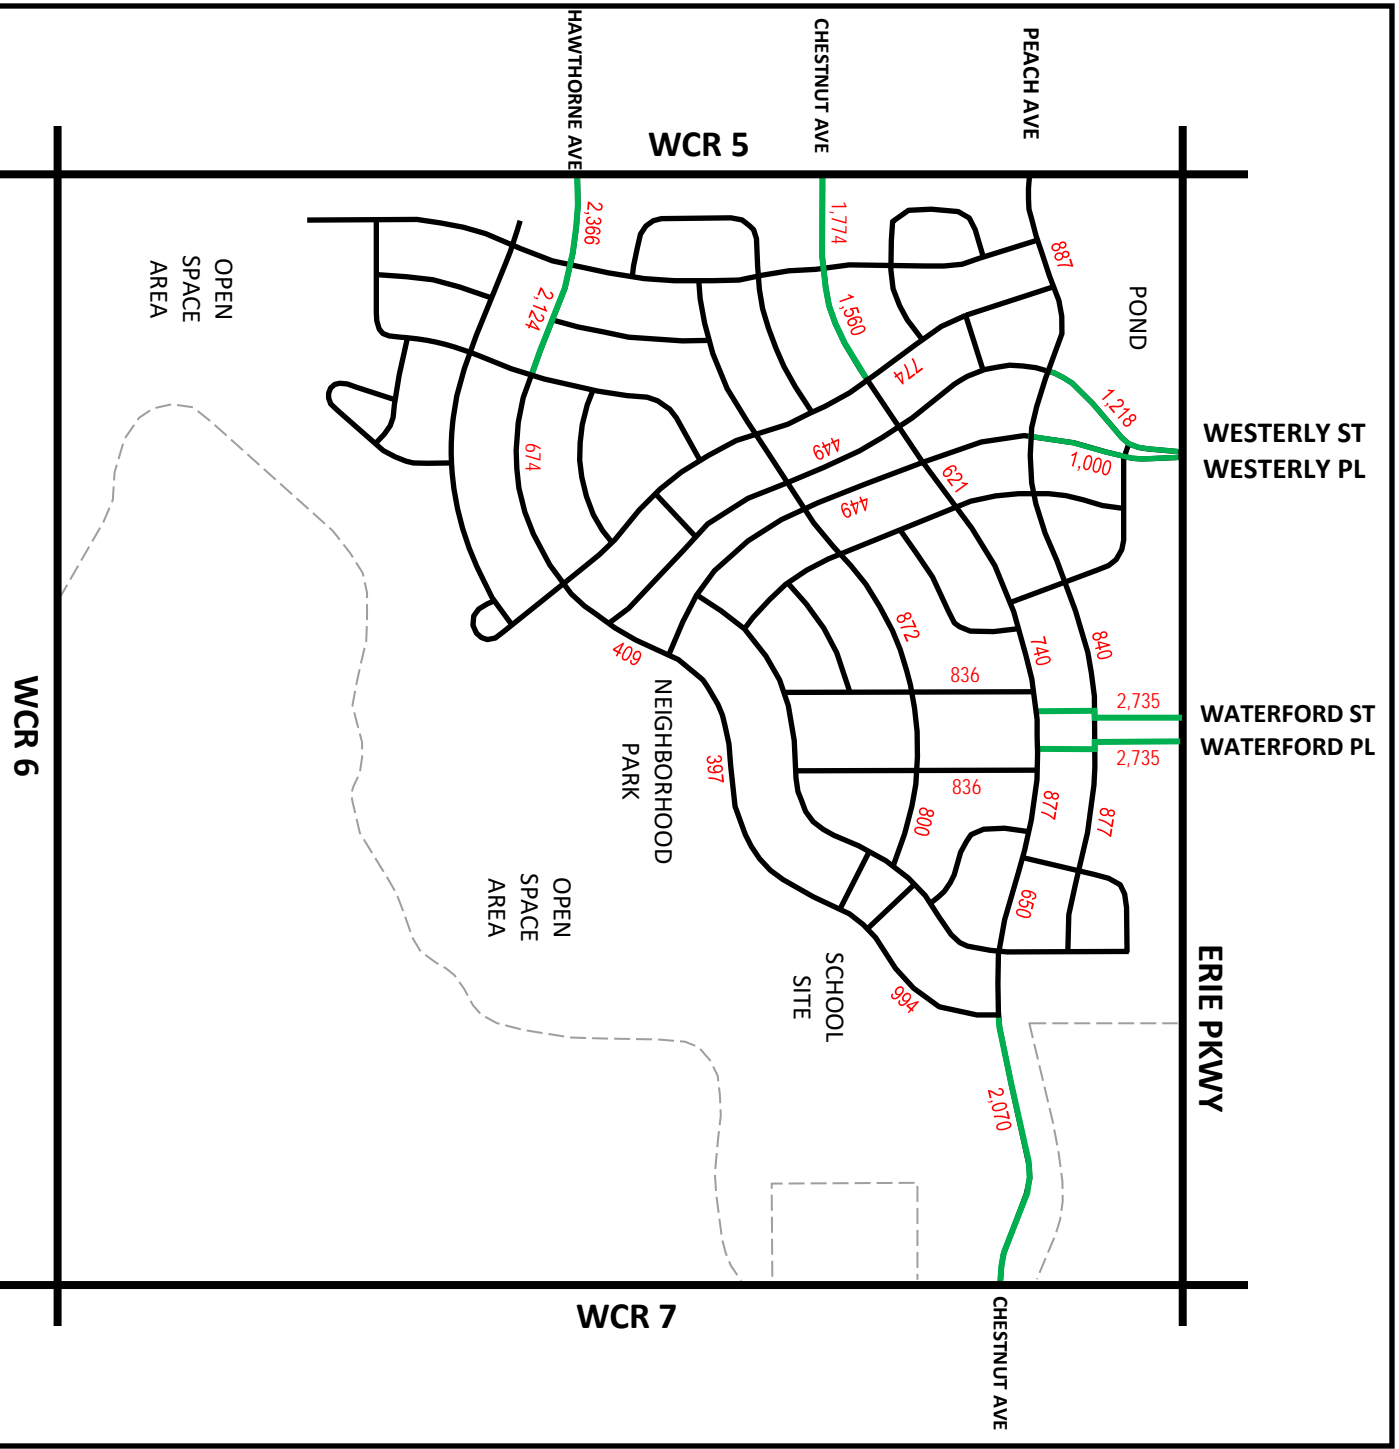 HAWTHORNE AVE
CHESTNUT AVE
PEACH AVE
WCR 5
2,366
1,774
887
2,124
1,560
POND
OPEN
SPACE
AREA
774
1,218
WESTERLY ST
WESTERLY PL
1,000
674
449
621
449
872
740
840
409
836
2,735
2,735
WATERFORD ST
WATERFORD PL
WCR 6
NEIGHBORHOOD
PARK
397
836
800
877
877
650
OPEN
SPACE
AREA
SCHOOL
SITE
994
ERIE PKWY
2,070
WCR 7
CHESTNUT AVE